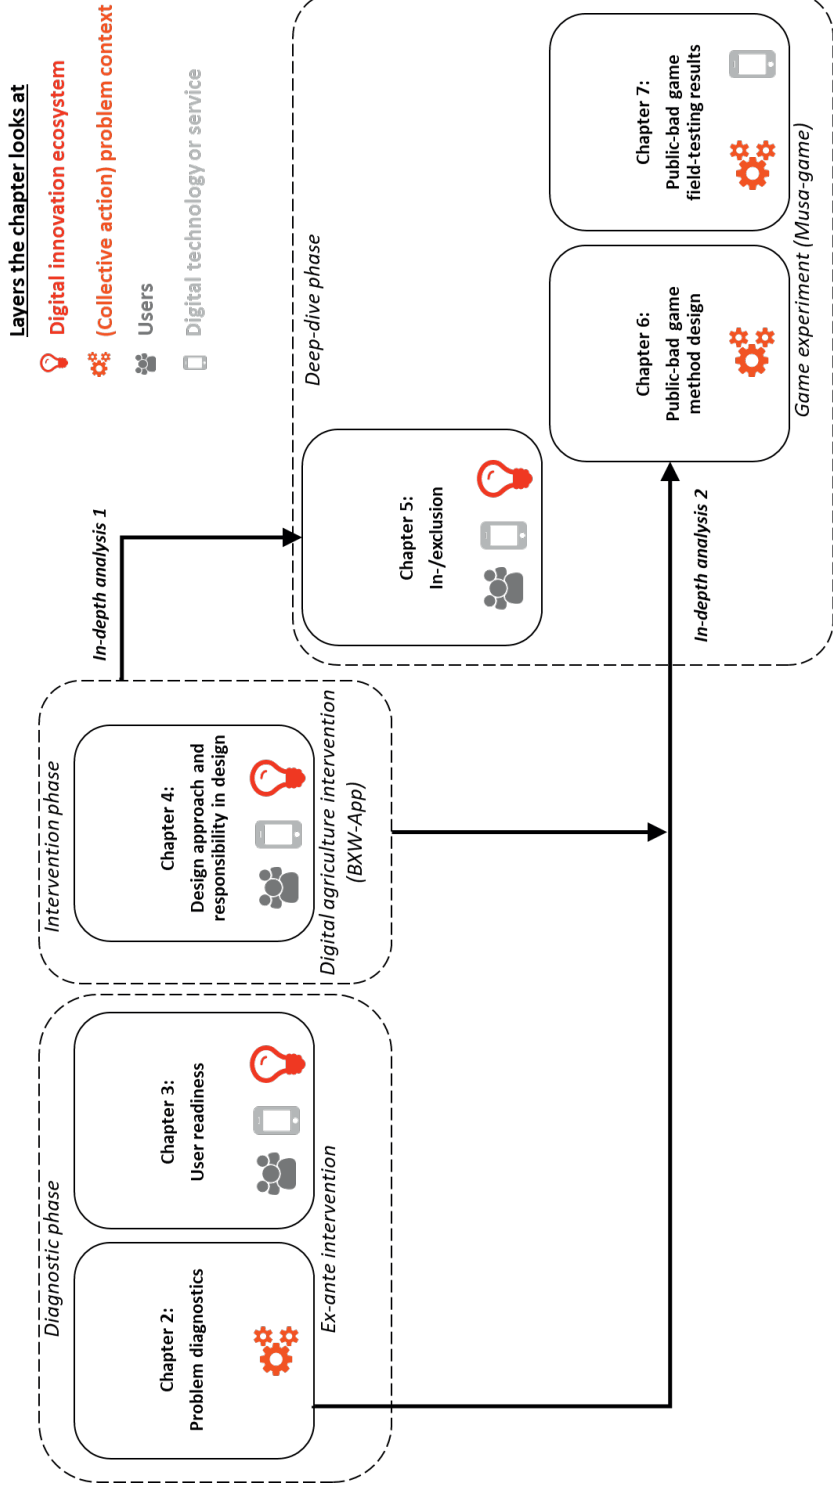 Layers the chapter looks at
Digital innovation ecosystem
(Collective action) problem context
Users
Digital technology or service
Diagnostic phase
Chapter 2:
Problem diagnostics
Chapter 3:
User readiness
Ex-ante intervention
Intervention phase
Chapter 4:
Design approach and
responsibility in design
Digital agriculture intervention
(BXW-App)
In-depth analysis 1
Deep-dive phase
Chapter 5:
In-/exclusion
In-depth analysis 2
Chapter 6:
Public-bad game
method design
Chapter 7:
Public-bad game
field-testing results
Game experiment (Musa-game)